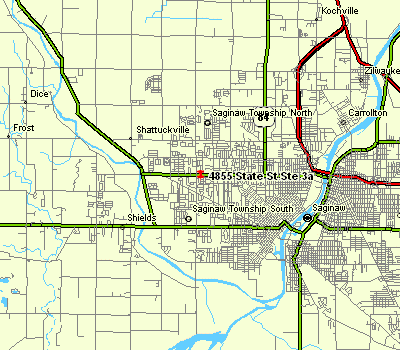 Kochville
Zilwauke
Dice
Saginaw Township North
84
Carrollton
Frost
Shattuckville
4855 State St Ste 3a
Saginaw Township South
Saginaw
Shields